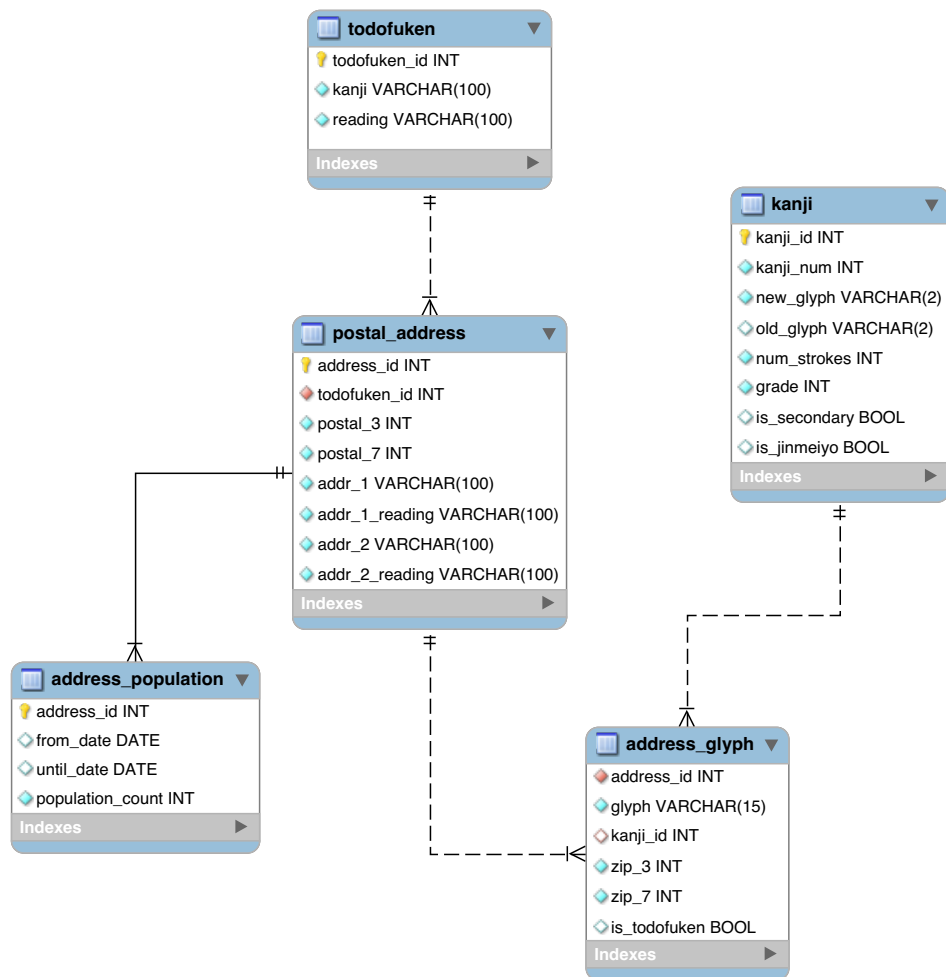 todofuken
todofuken_id INT
kanji VARCHAR(100)
reading VARCHAR(100)
Indexes
kanji
kanji_id INT
kanji_num INT
new_glyph VARCHAR(2)
old_glyph VARCHAR(2)
num_strokes INT
grade INT
is_secondary BOOL
is_jinmeiyo BOOL
Indexes
postal_address
address_id INT
todofuken_id INT
postal_3 INT
postal_7 INT
addr_1 VARCHAR(100)
addr_1_reading VARCHAR(100)
addr_2 VARCHAR(100)
addr_2_reading VARCHAR(100)
Indexes
address_population
address_id INT
from_date DATE
until_date DATE
population_count INT
Indexes
address_glyph
address_id INT
glyph VARCHAR(15)
kanji_id INT
zip_3 INT
zip_7 INT
is_todofuken BOOL
Indexes